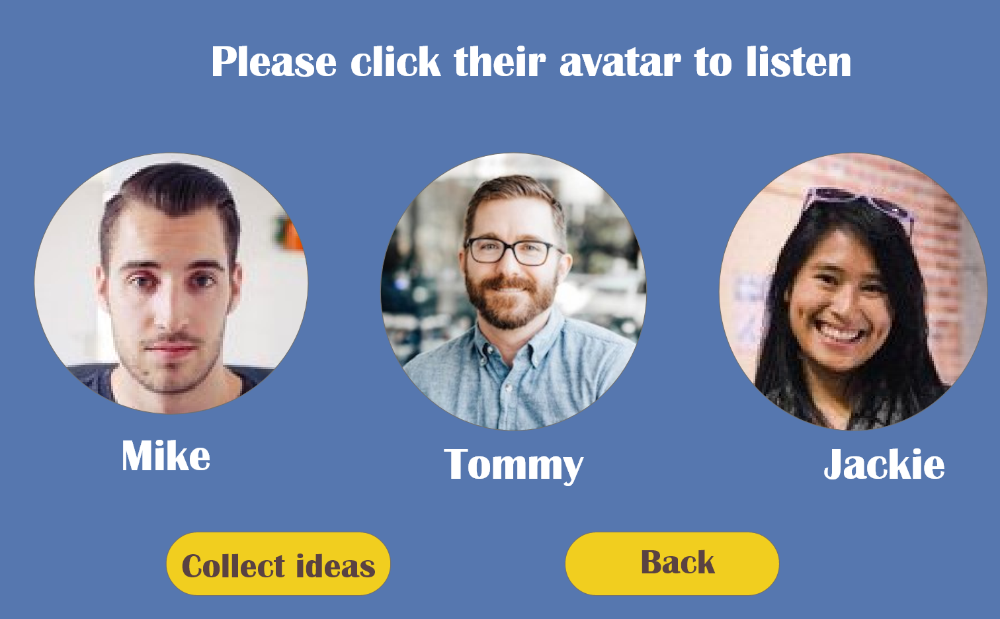 Please click their avatar to listen
Mike
Tommy
Jackie
Collect ideas
Back